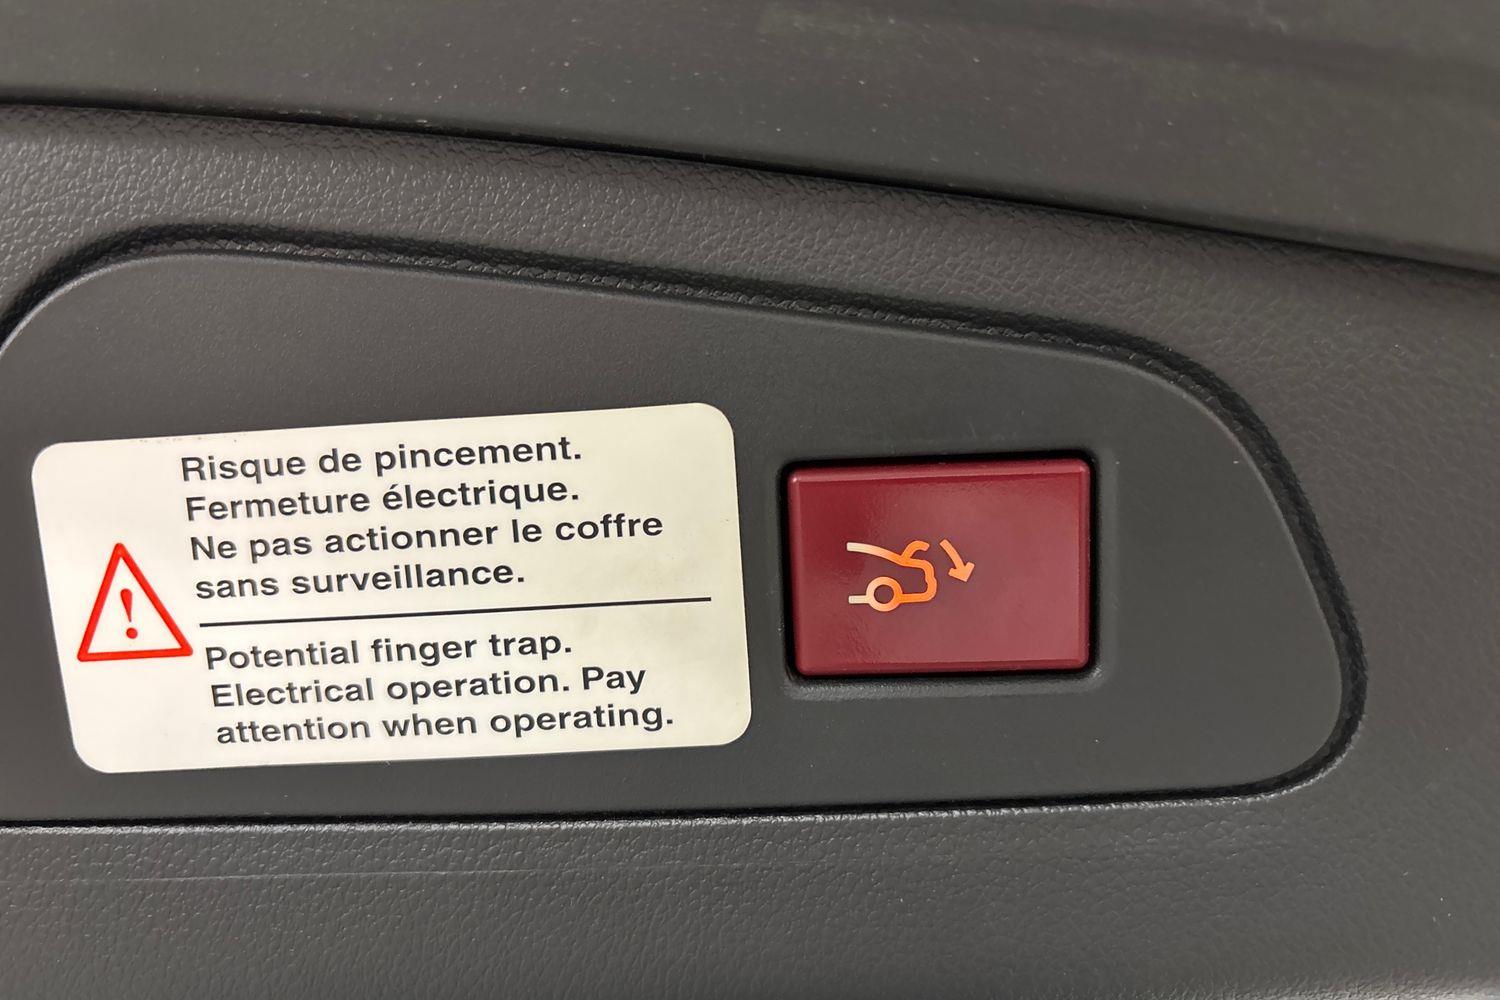 Risque de pincement.
Fermeture électrique.
Ne pas actionner le coffre
sans surveillance.
Potential finger trap.
Electrical operation. Pay
attention when operating.